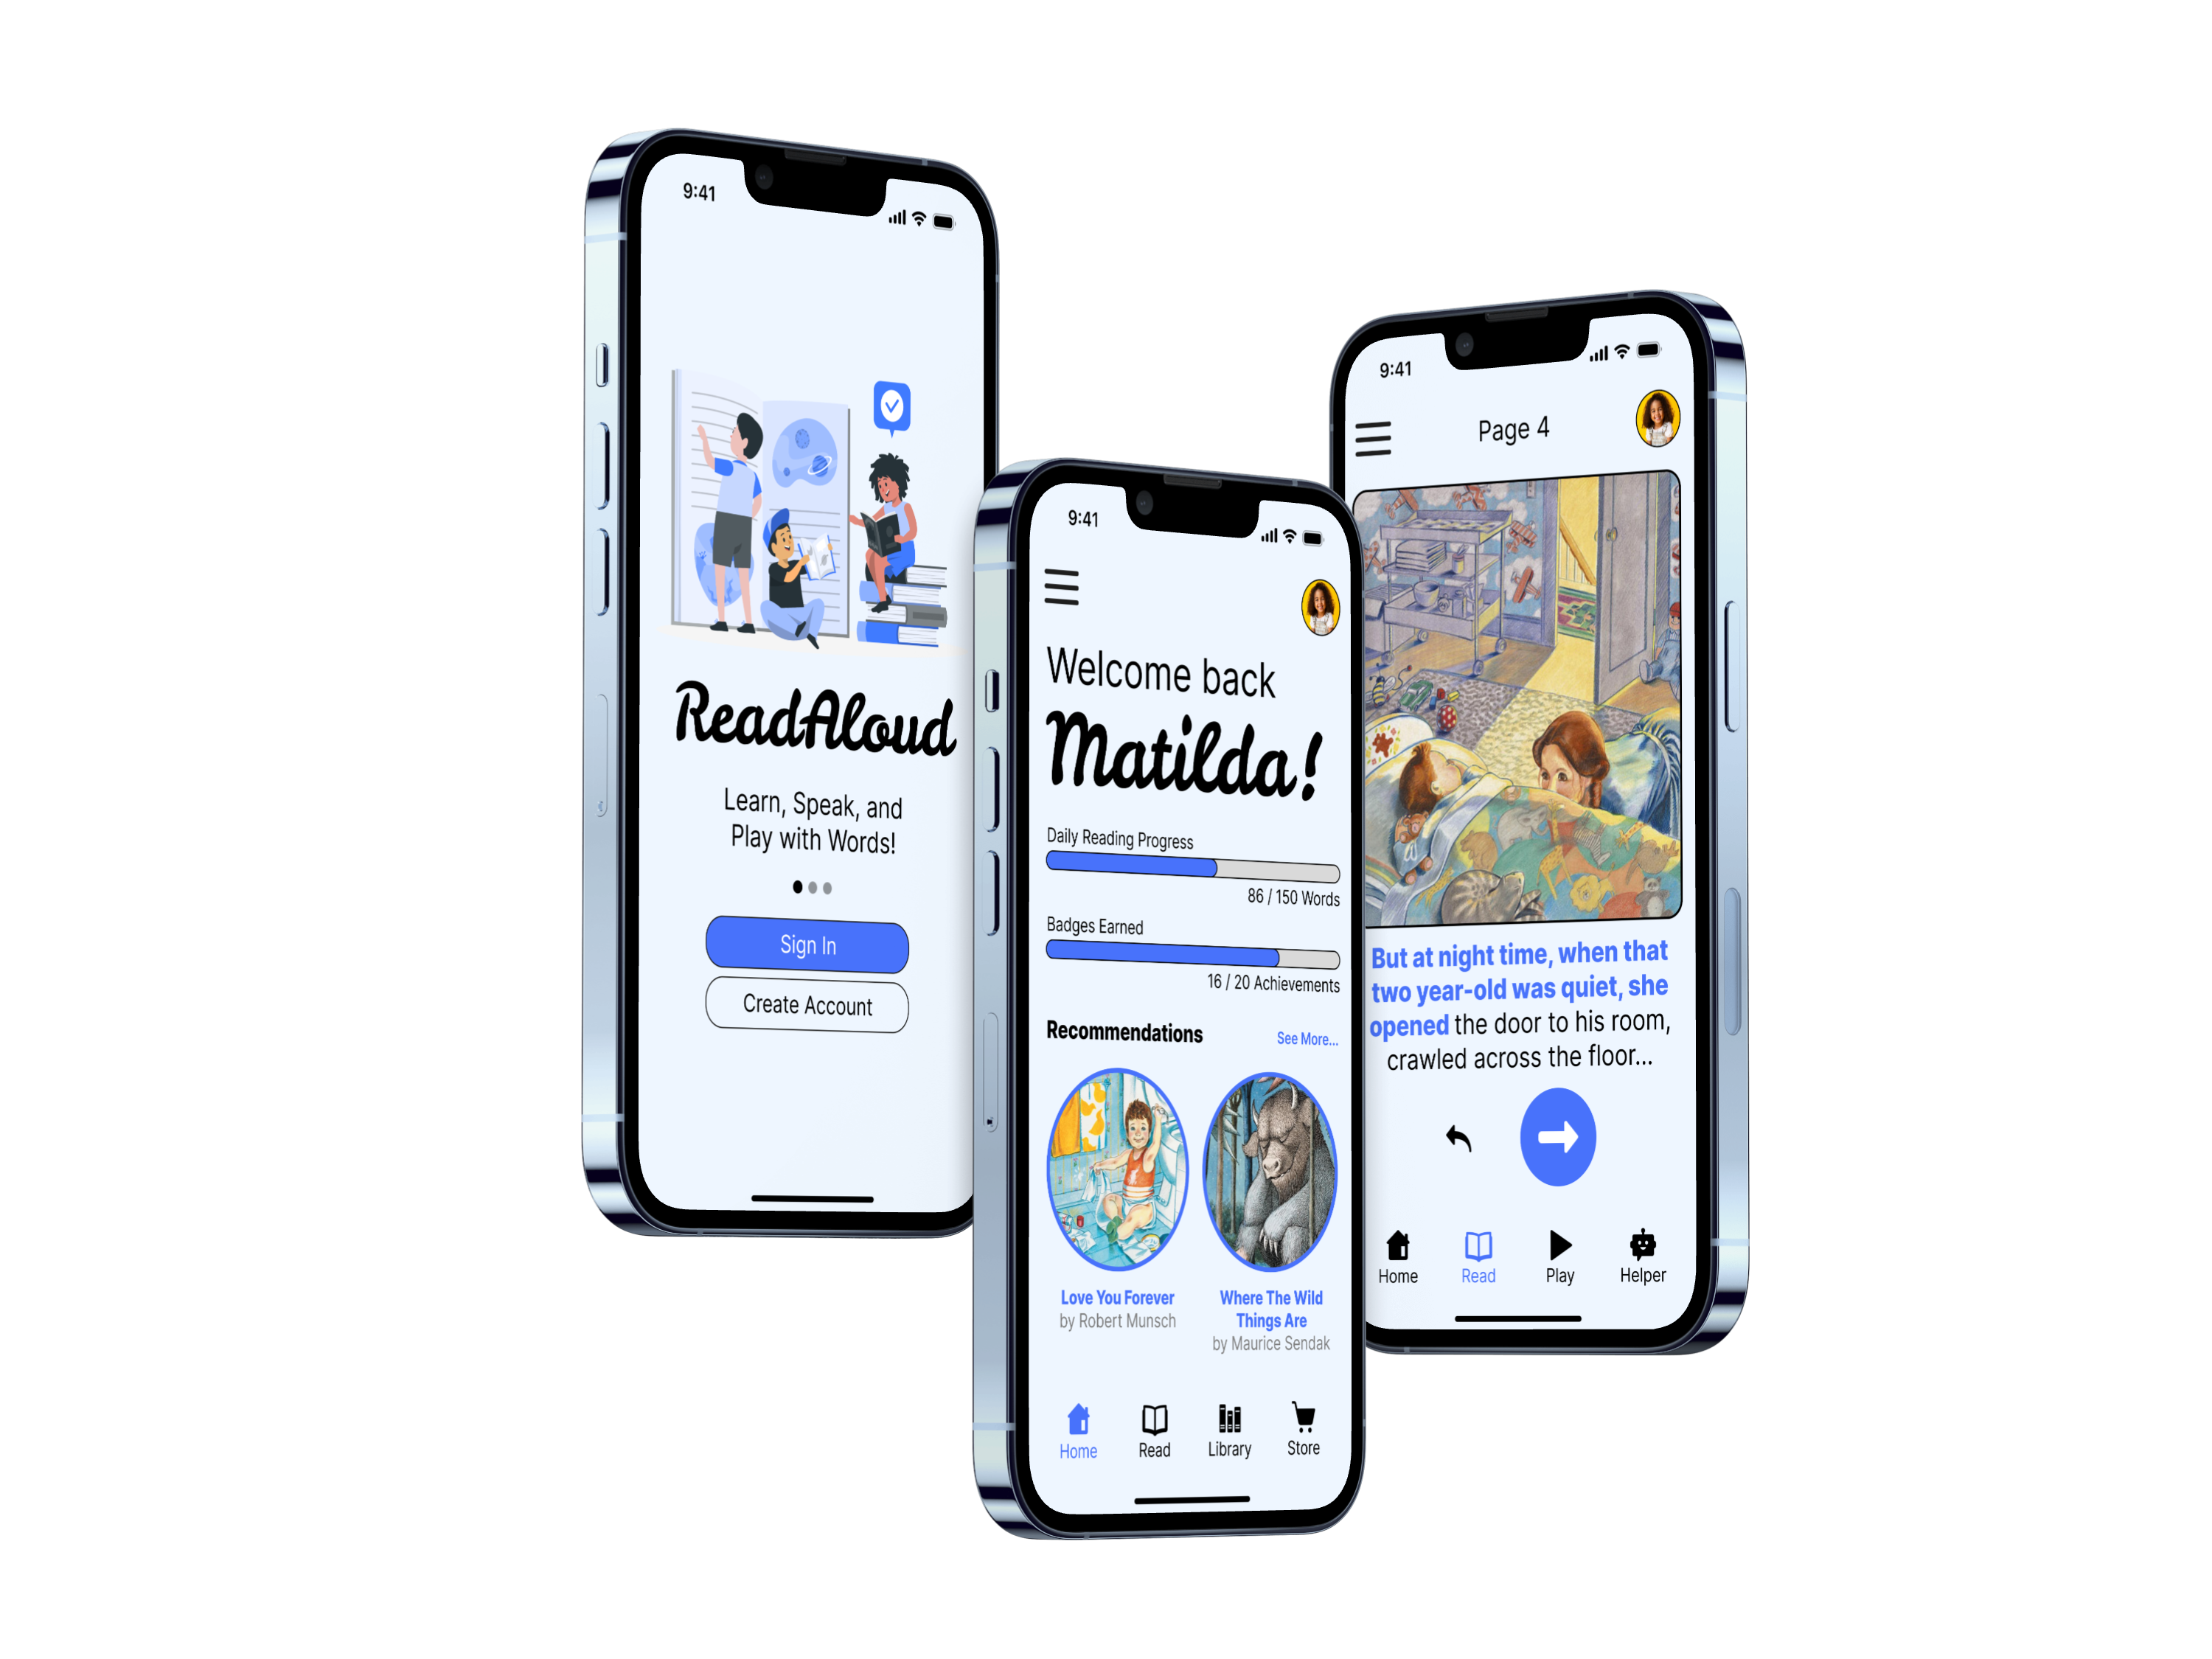 9:41
ReadAloud
Learn, Speak, and
Play with Words!
Sign In
Create Account
9:41
Welcome back
Matilda!
Daily Reading Progress
86 / 150 Words
Badges Earned
16 / 20 Achievements
Recommendations
See More...
Love You Forever
by Robert Munsch
Where The Wild
Things Are
by Maurice Sendak
Home
Read
Library
Store
9:41
Page 4
But at night time, when that
two year-old was quiet, she
opened the door to his room,
crawled across the floor...
Home
Read
Play
Helper